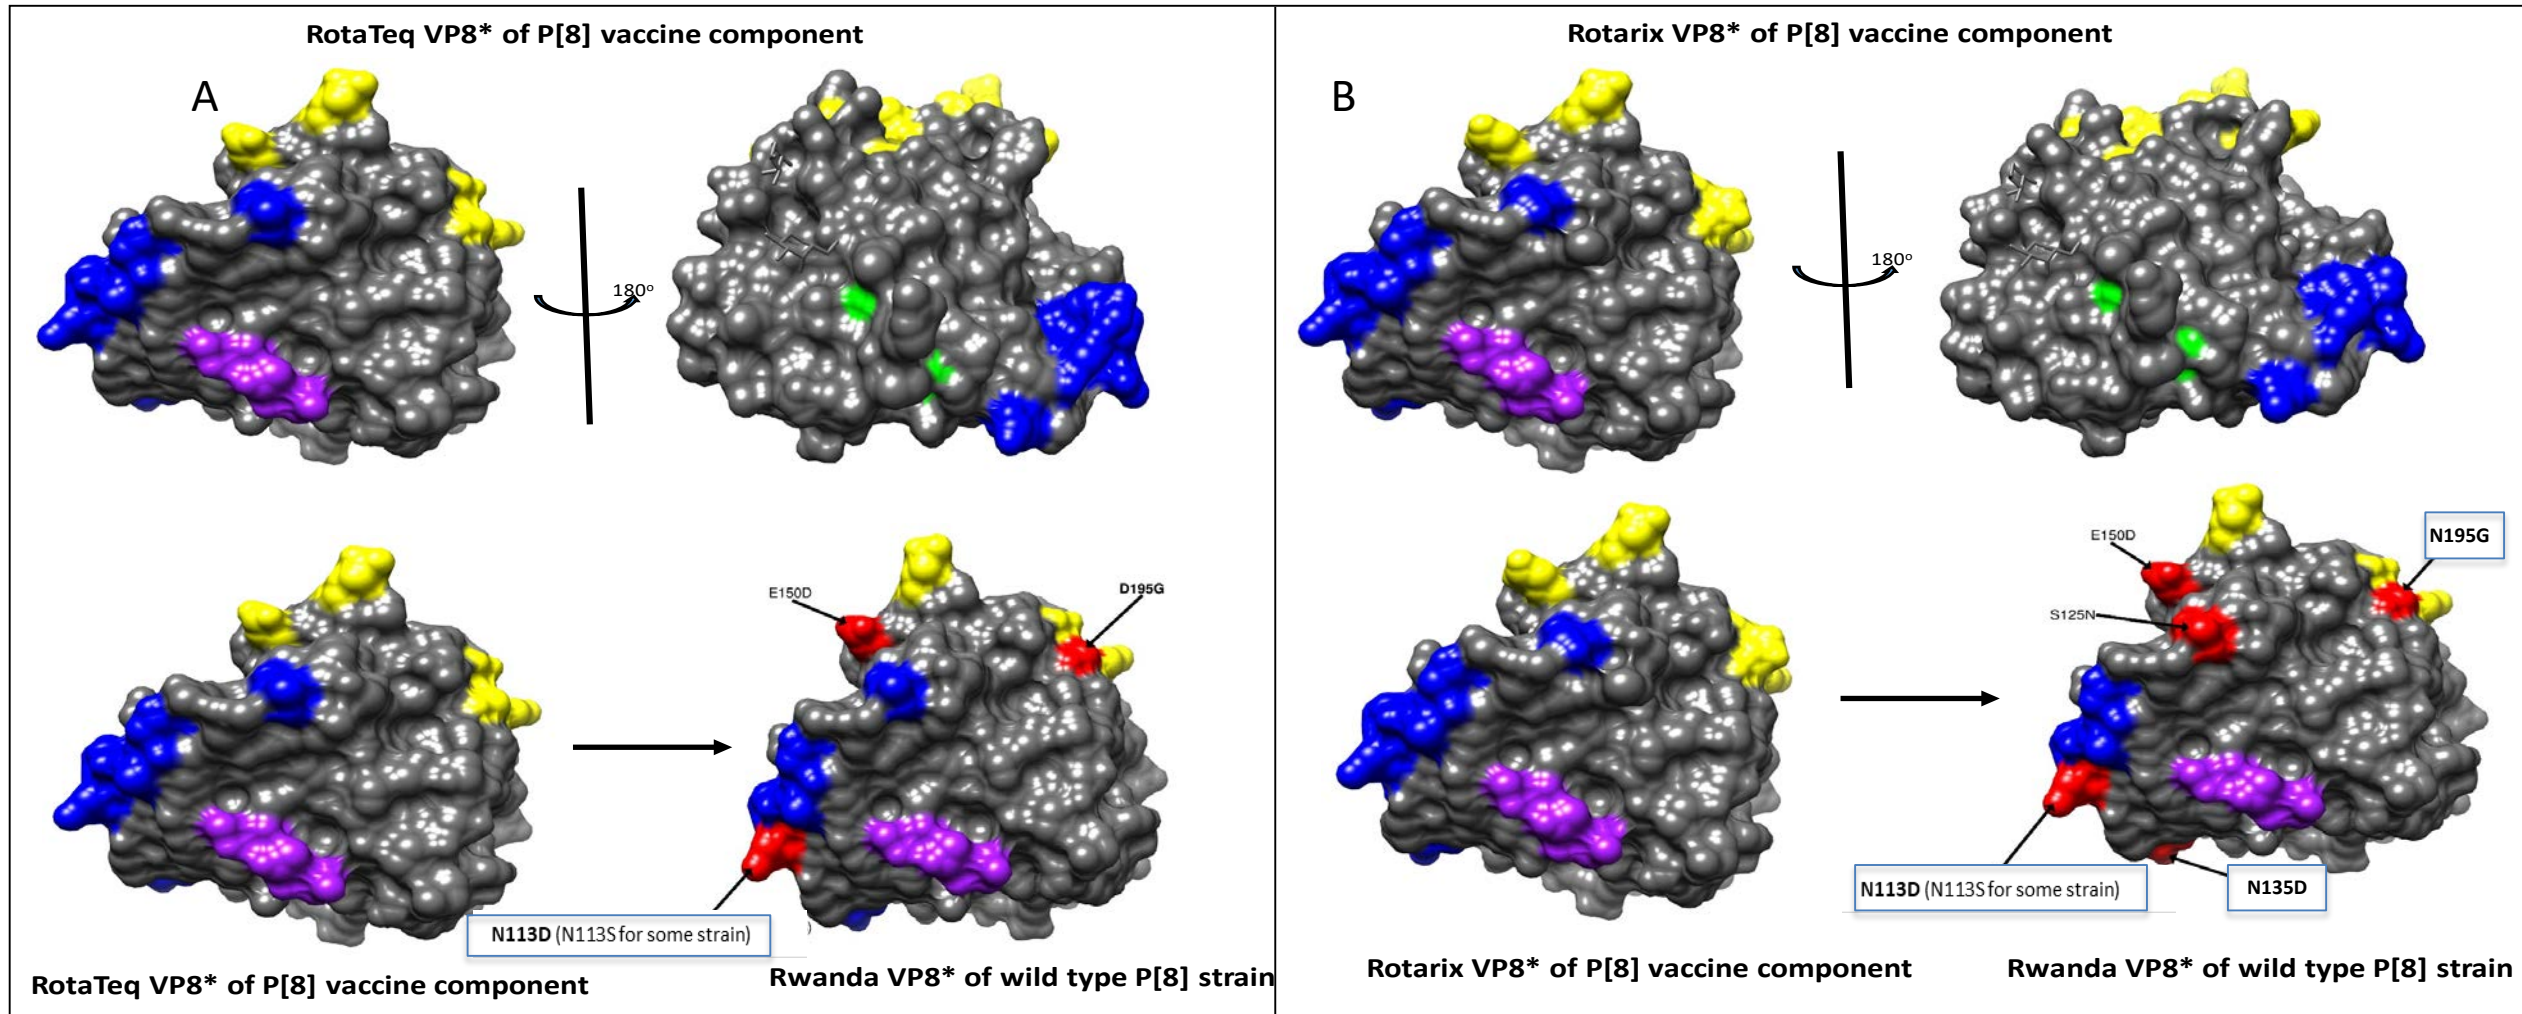 RotaTeq VP8* of P[8] vaccine component
A
180o
E150D
D195G
N113D (N113S for some strain)
RotaTeq VP8* of P[8] vaccine component
Rwanda VP8* of wild type P[8] strain
Rotarix VP8* of P[8] vaccine component
B
180o
E150D
N195G
S125N
N113D (N113S for some strain)
N135D
Rotarix VP8* of P[8] vaccine component
Rwanda VP8* of wild type P[8] strain